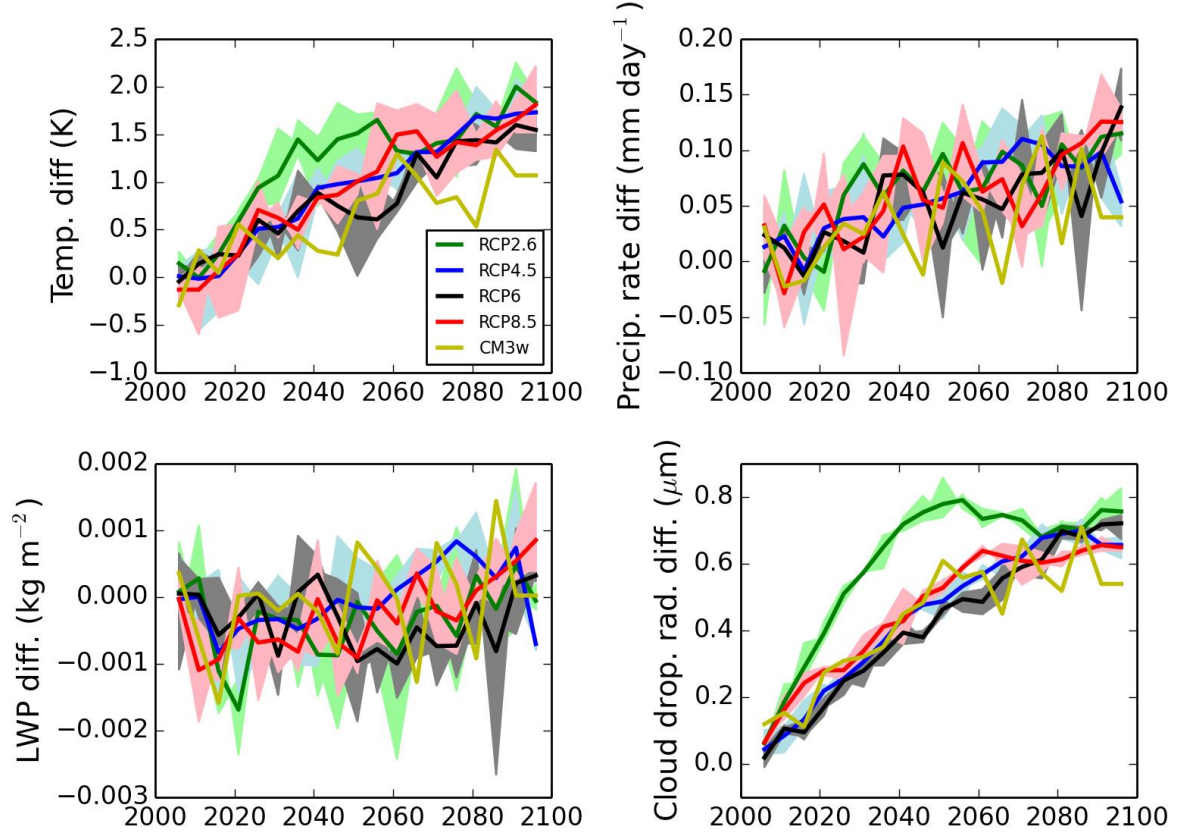 Temp. diff (K)
2.5
2.0
1.5
1.0
0.5
0.0
−0.5
−1.0
2000 2020 2040 2060 2080 2100
RCP2.6
RCP4.5
RCP6
RCP8.5
CM3w
Precip. rate diff (mm day⁻¹)
0.20
0.15
0.10
0.05
0.00
−0.05
−0.10
2000 2020 2040 2060 2080 2100
LWP diff. (kg m⁻²)
0.002
0.001
0.000
−0.001
−0.002
−0.003
2000 2020 2040 2060 2080 2100
Cloud drop. rad. diff. (μm)
0.8
0.6
0.4
0.2
0.0
2000 2020 2040 2060 2080 2100